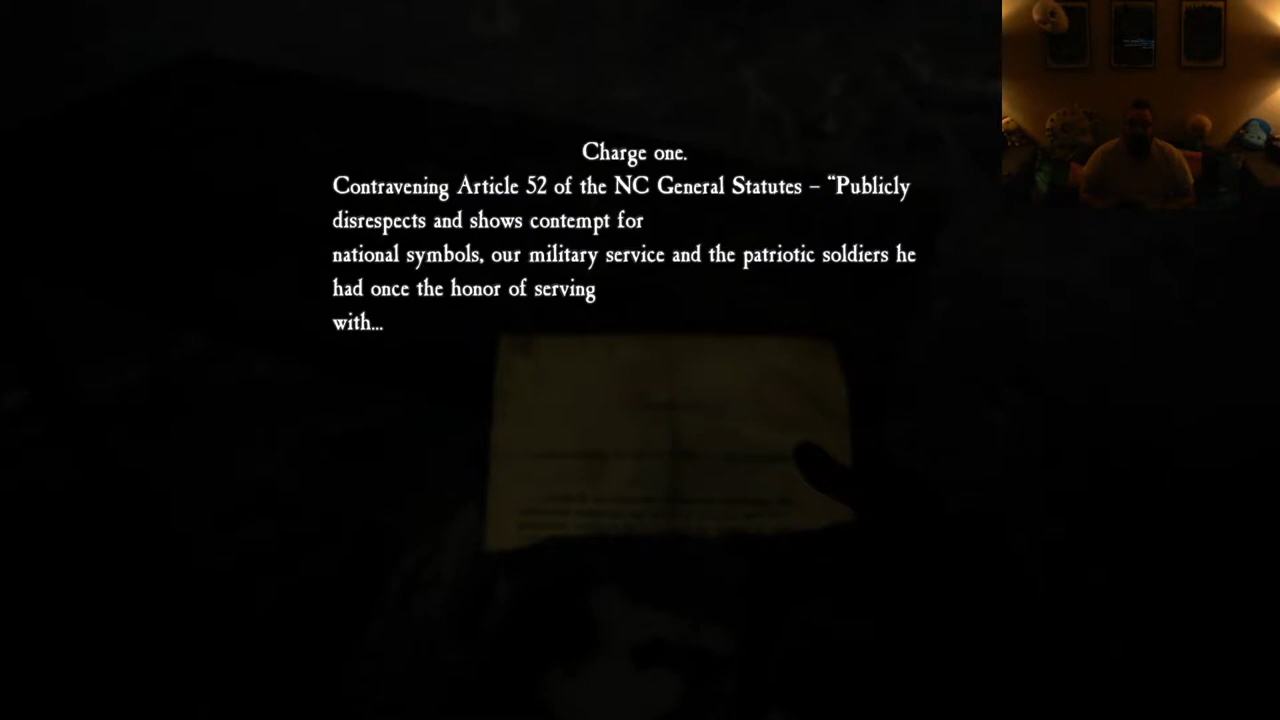 Charge one.
Contravening Article 52 of the NC General Statutes – “Publicly
disrespects and shows contempt for
national symbols, our military service and the patriotic soldiers he
had once the honor of serving
with...